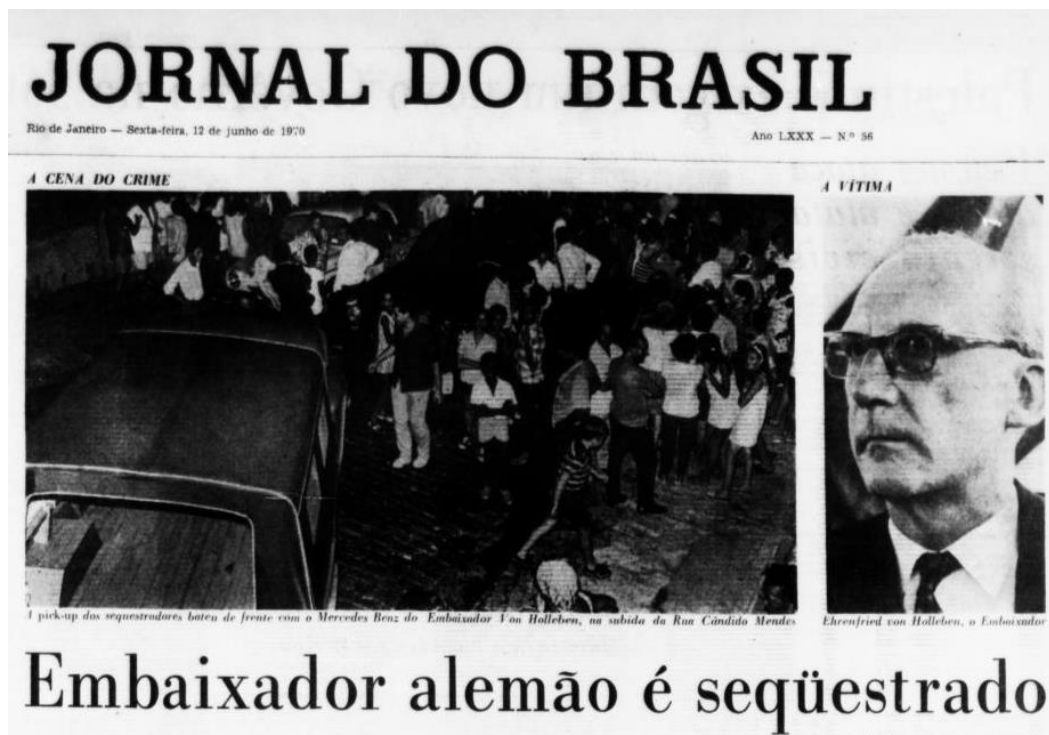 JORNAL DO BRASIL
Rio de Janeiro — Sexta-feira, 12 de junho de 1970
Ano LXXX — N.º 56
A CENA DO CRIME
A VÍTIMA
A pick-up dos sequestradores bateu de frente com o Mercedes Benz do Embaixador Von Holleben, na subida da Rua Cândido Mendes
Ehrenfried von Holleben, o Embaixador
Embaixador alemão é seqüestrado